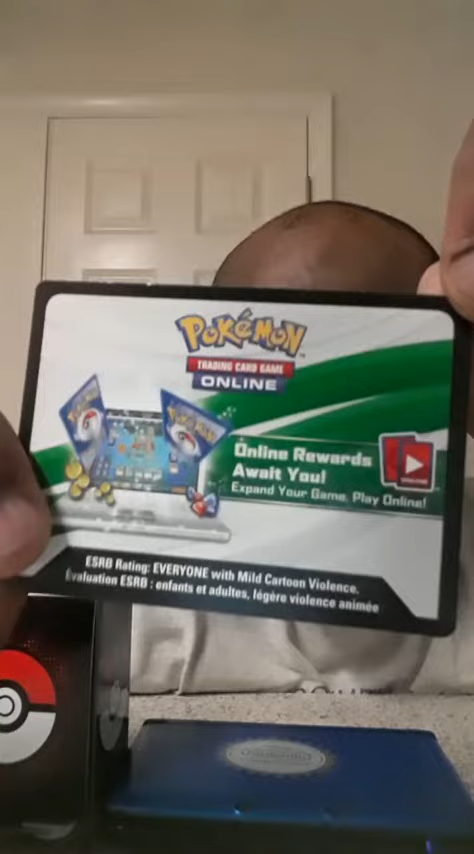 POKéMON
TRADING CARD GAME
ONLINE
Online Rewards
Await You!
Expand Your Game. Play Online!
ESRB Rating: EVERYONE with Mild Cartoon Violence.
Évaluation ESRB : enfants et adultes, légère violence animée